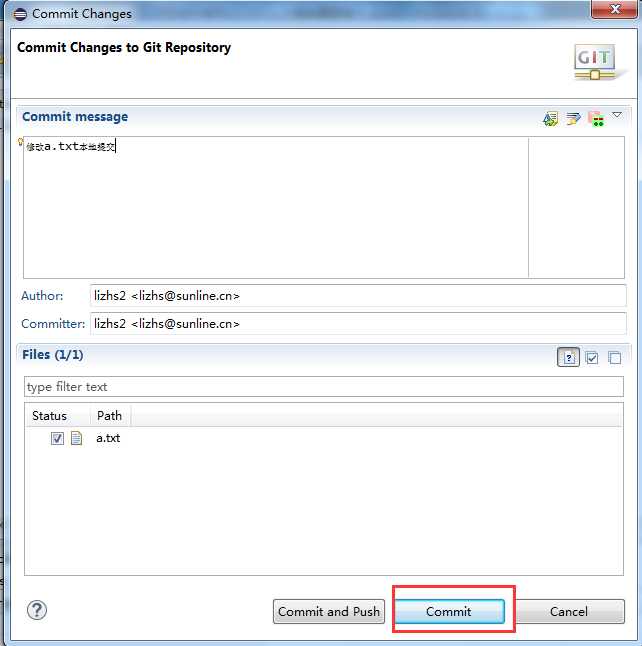 Commit Changes
Commit Changes to Git Repository
GIT
Commit message
修改a.txt本地提交
Author: lizhs2 <lizhs@sunline.cn>
Committer: lizhs2 <lizhs@sunline.cn>
Files (1/1)
type filter text
Status Path
a.txt
Commit and Push Commit Cancel